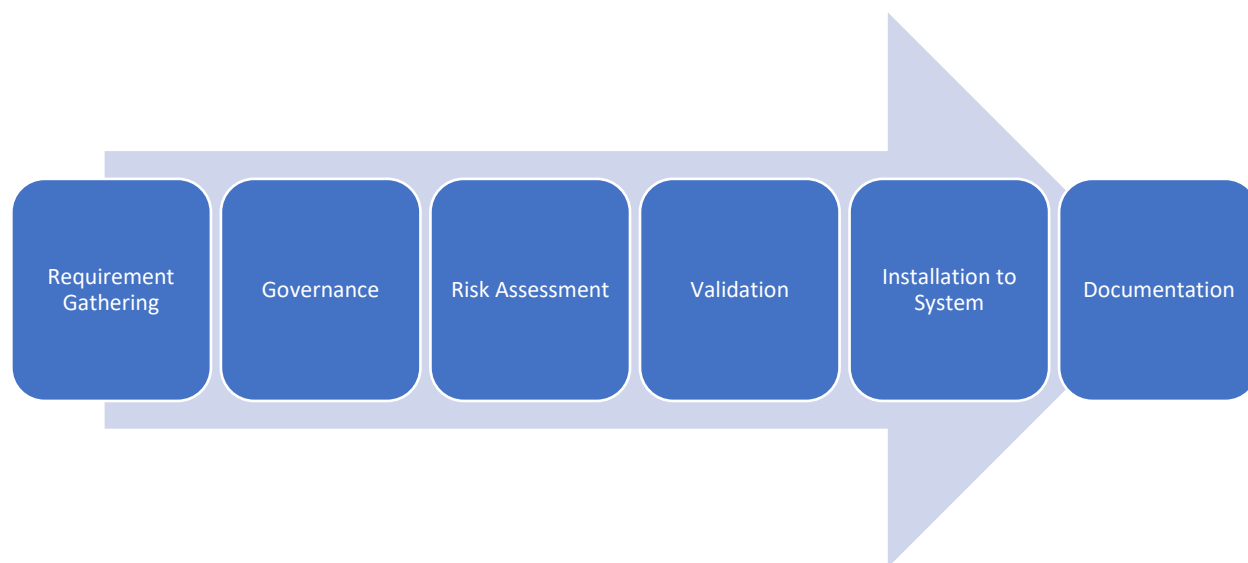 Requirement
Gathering
Governance
Risk Assessment
Validation
Installation to
System
Documentation